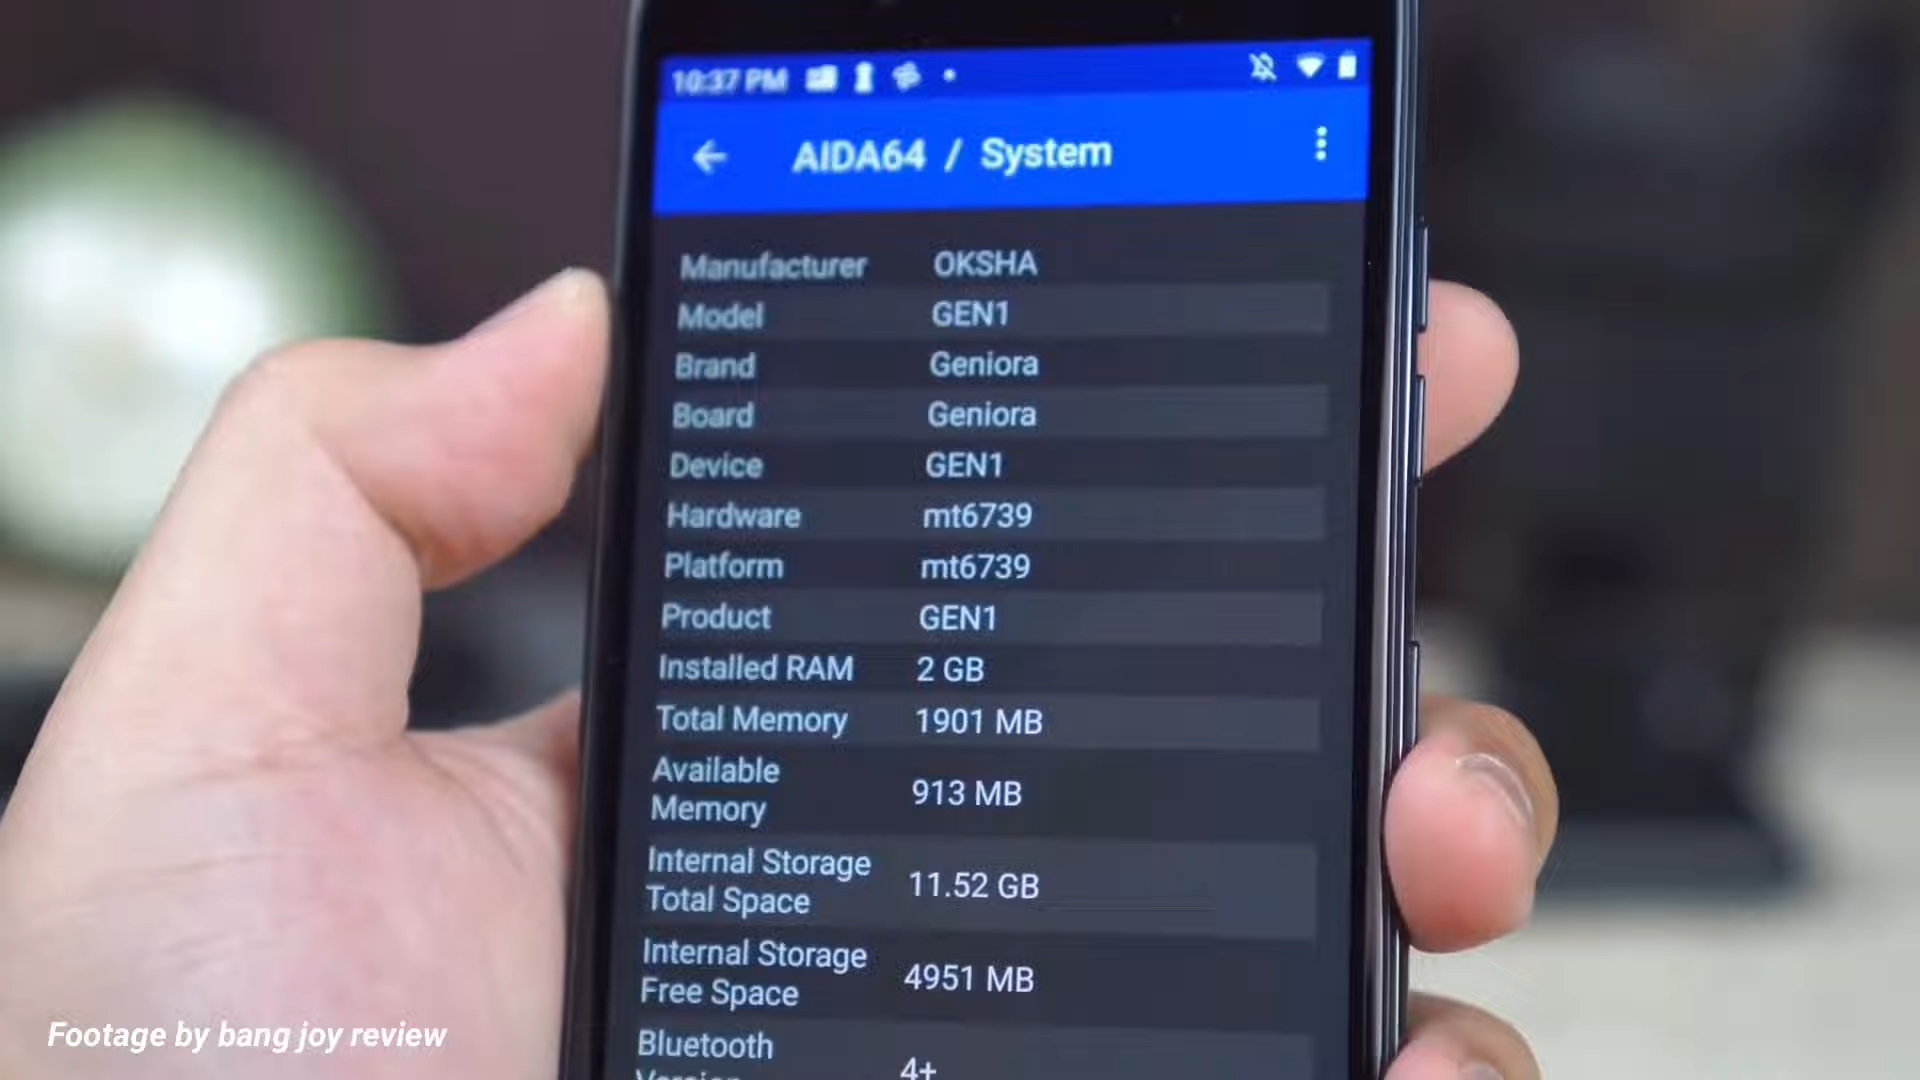 10:37 PM
AIDA64 / System
Manufacturer OKSHA
Model GEN1
Brand Geniora
Board Geniora
Device GEN1
Hardware mt6739
Platform mt6739
Product GEN1
Installed RAM 2 GB
Total Memory 1901 MB
Available
Memory 913 MB
Internal Storage
Total Space 11.52 GB
Internal Storage
Free Space 4951 MB
Bluetooth
4+
Footage by bang joy review